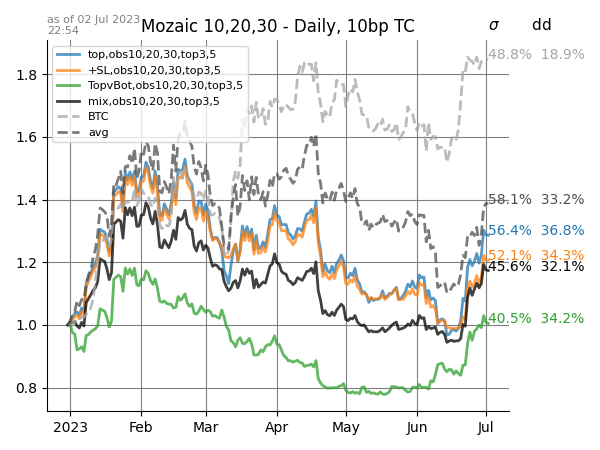 as of 02 Jul 2023
22:54
Mozaic 10,20,30 - Daily, 10bp TC
σ dd
top,obs10,20,30,top3,5
+SL,obs10,20,30,top3,5
TopvBot,obs10,20,30,top3,5
mix,obs10,20,30,top3,5
BTC
avg
48.8% 18.9%
58.1% 33.2%
56.4% 36.8%
52.1% 34.3%
45.6% 32.1%
40.5% 34.2%
1.8
1.6
1.4
1.2
1.0
0.8
2023 Feb Mar Apr May Jun Jul